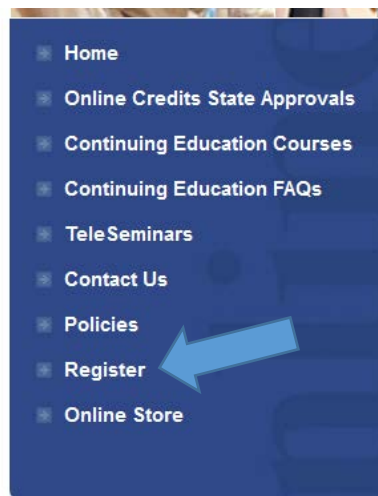 Home
Online Credits State Approvals
Continuing Education Courses
Continuing Education FAQs
TeleSeminars
Contact Us
Policies
Register
Online Store